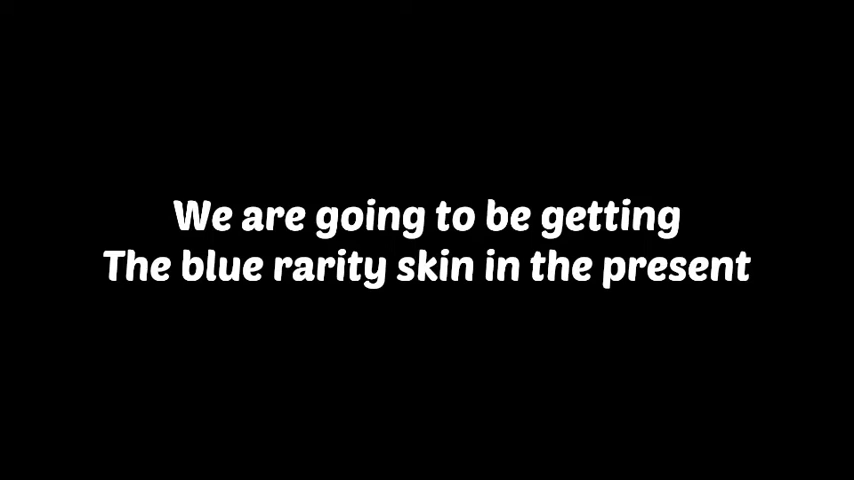 We are going to be getting
The blue rarity skin in the present